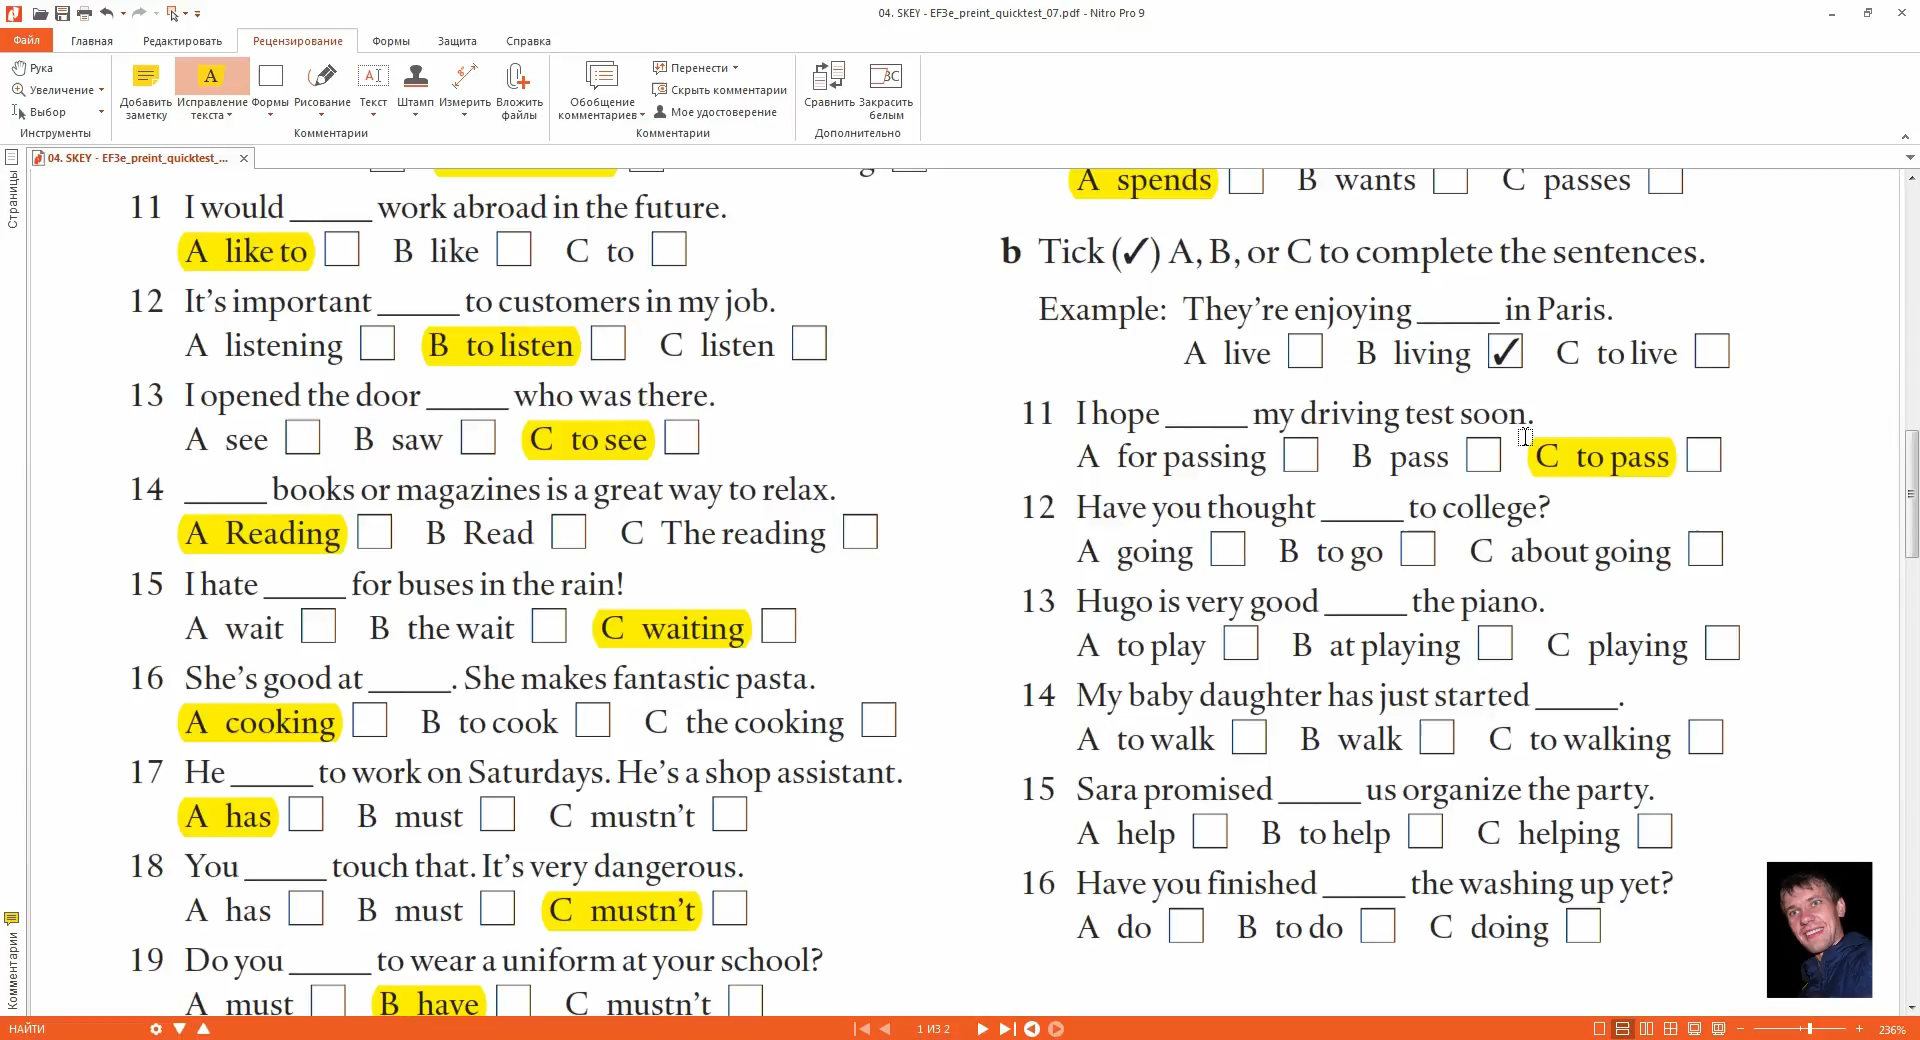 04. SKEY - EF3e_preint_quicktest_07.pdf - Nitro Pro 9
Файл Главная Редактировать Рецензирование Формы Защита Справка
Рука
Увеличение
Выбор
Инструменты
Добавить заметку
Исправление текста
Формы
Рисование
Текст
Штамп
Измерить
Вложить файлы
Комментарии
Обобщение комментариев
Перенести
Скрыть комментарии
Мое удостоверение
Комментарии
Сравнить
Закрасить белым
Дополнительно
04. SKEY - EF3e_preint_quicktest_...
Страницы
11 I would _____ work abroad in the future.
A like to B like C to
12 It's important _____ to customers in my job.
A listening B to listen C listen
13 I opened the door _____ who was there.
A see B saw C to see
14 _____ books or magazines is a great way to relax.
A Reading B Read C The reading
15 I hate _____ for buses in the rain!
A wait B the wait C waiting
16 She's good at _____. She makes fantastic pasta.
A cooking B to cook C the cooking
17 He _____ to work on Saturdays. He's a shop assistant.
A has B must C mustn't
18 You _____ touch that. It's very dangerous.
A has B must C mustn't
19 Do you _____ to wear a uniform at your school?
A must B have C mustn't
A spends B wants C passes
b Tick (✓) A, B, or C to complete the sentences.
Example: They're enjoying _____ in Paris.
A live B living ✓ C to live
11 I hope _____ my driving test soon.
A for passing B pass C to pass
12 Have you thought _____ to college?
A going B to go C about going
13 Hugo is very good _____ the piano.
A to play B at playing C playing
14 My baby daughter has just started _____.
A to walk B walk C to walking
15 Sara promised _____ us organize the party.
A help B to help C helping
16 Have you finished _____ the washing up yet?
A do B to do C doing
Комментарии
НАЙТИ
1 ИЗ 2
236%